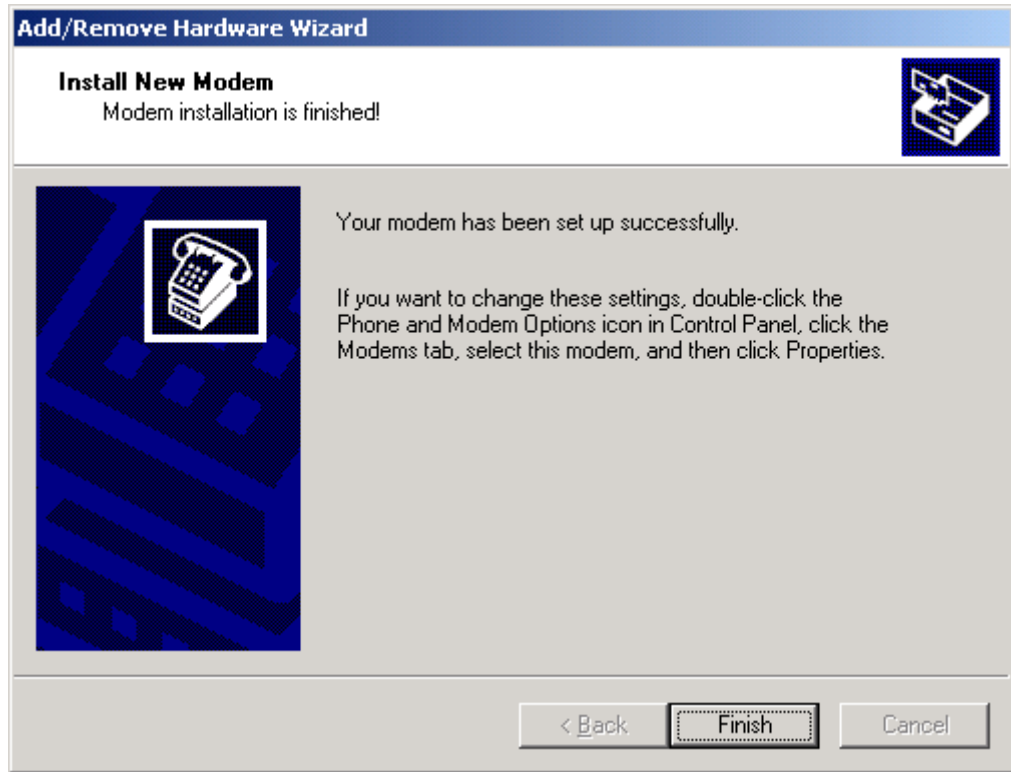 Add/Remove Hardware Wizard
Install New Modem
Modem installation is finished!
Your modem has been set up successfully.
If you want to change these settings, double-click the
Phone and Modem Options icon in Control Panel, click the
Modems tab, select this modem, and then click Properties.
< Back
Finish
Cancel